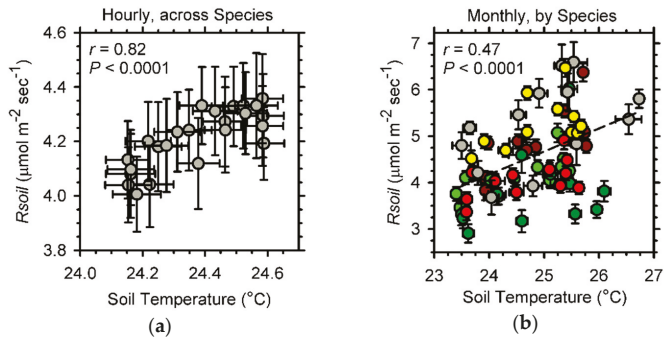 Hourly, across Species
r = 0.82
P < 0.0001
4.6
4.4
4.2
4.0
3.8
Rsoil (μmol m⁻² sec⁻¹)
24.0 24.2 24.4 24.6
Soil Temperature (°C)
(a)
Monthly, by Species
r = 0.47
P < 0.0001
7
6
5
4
3
Rsoil (μmol m⁻² sec⁻¹)
23 24 25 26 27
Soil Temperature (°C)
(b)